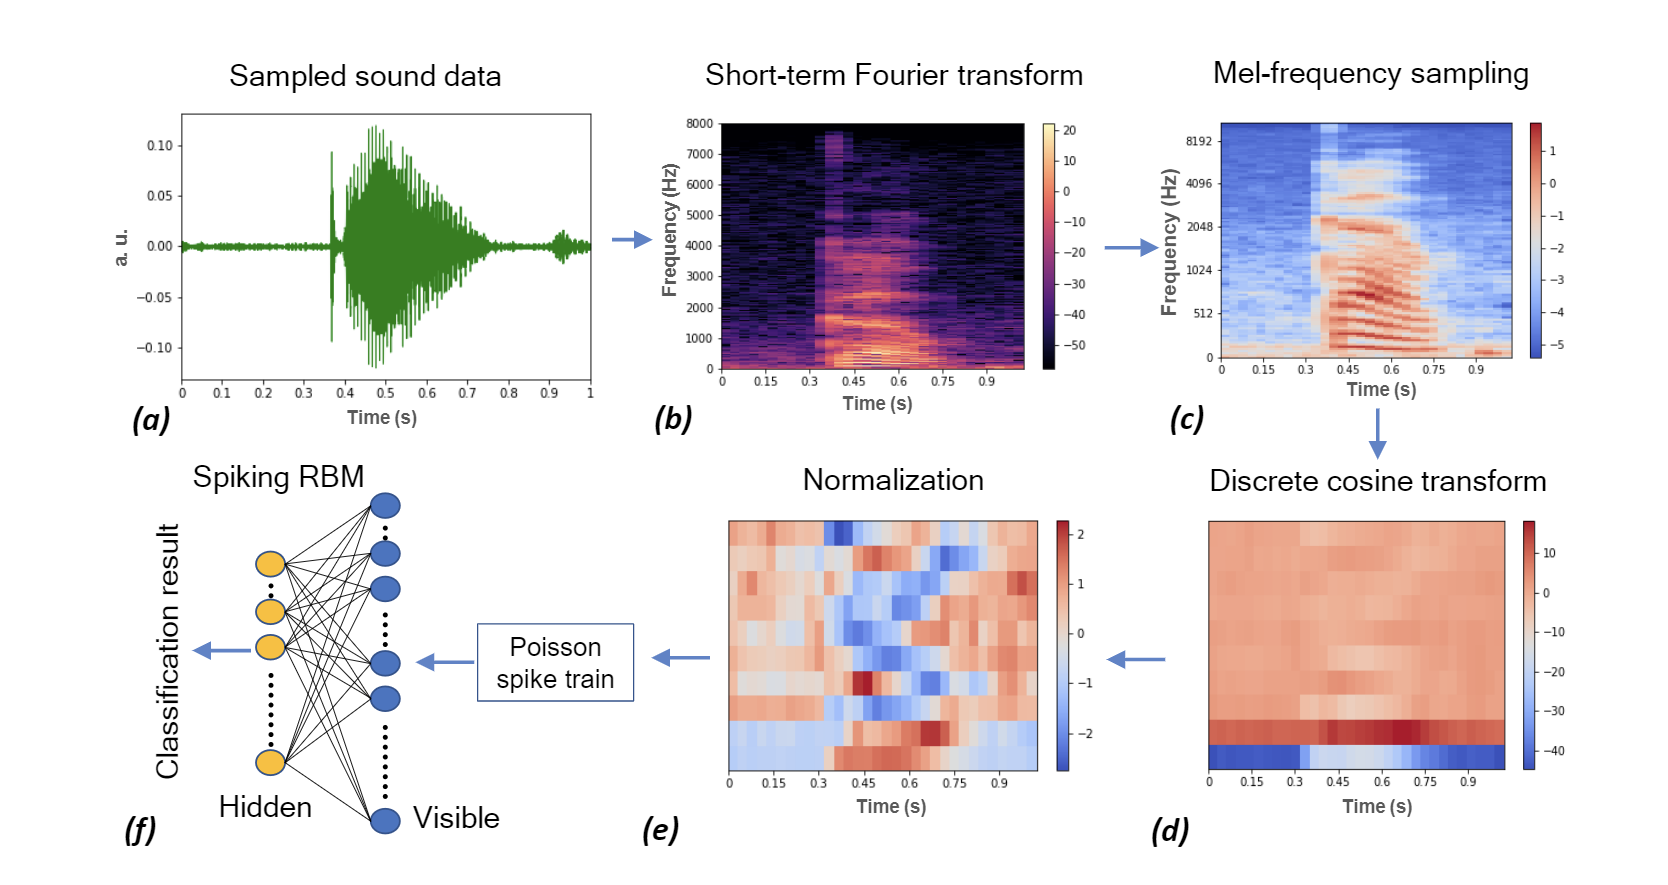 Sampled sound data
0.10
0.05
0.00
−0.05
−0.10
a. u.
0 0.1 0.2 0.3 0.4 0.5 0.6 0.7 0.8 0.9 1
Time (s)
(a)
Short-term Fourier transform
8000
7000
6000
5000
4000
3000
2000
1000
0
Frequency (Hz)
0 0.15 0.3 0.45 0.6 0.75 0.9
Time (s)
20
10
0
−10
−20
−30
−40
−50
(b)
Mel-frequency sampling
8192
4096
2048
1024
512
0
Frequency (Hz)
0 0.15 0.3 0.45 0.6 0.75 0.9
Time (s)
1
0
−1
−2
−3
−4
−5
(c)
Discrete cosine transform
10
0
−10
−20
−30
−40
0 0.15 0.3 0.45 0.6 0.75 0.9
Time (s)
(d)
Normalization
2
1
0
−1
−2
0 0.15 0.3 0.45 0.6 0.75 0.9
Time (s)
(e)
Poisson
spike train
Spiking RBM
Classification result
Hidden
Visible
(f)